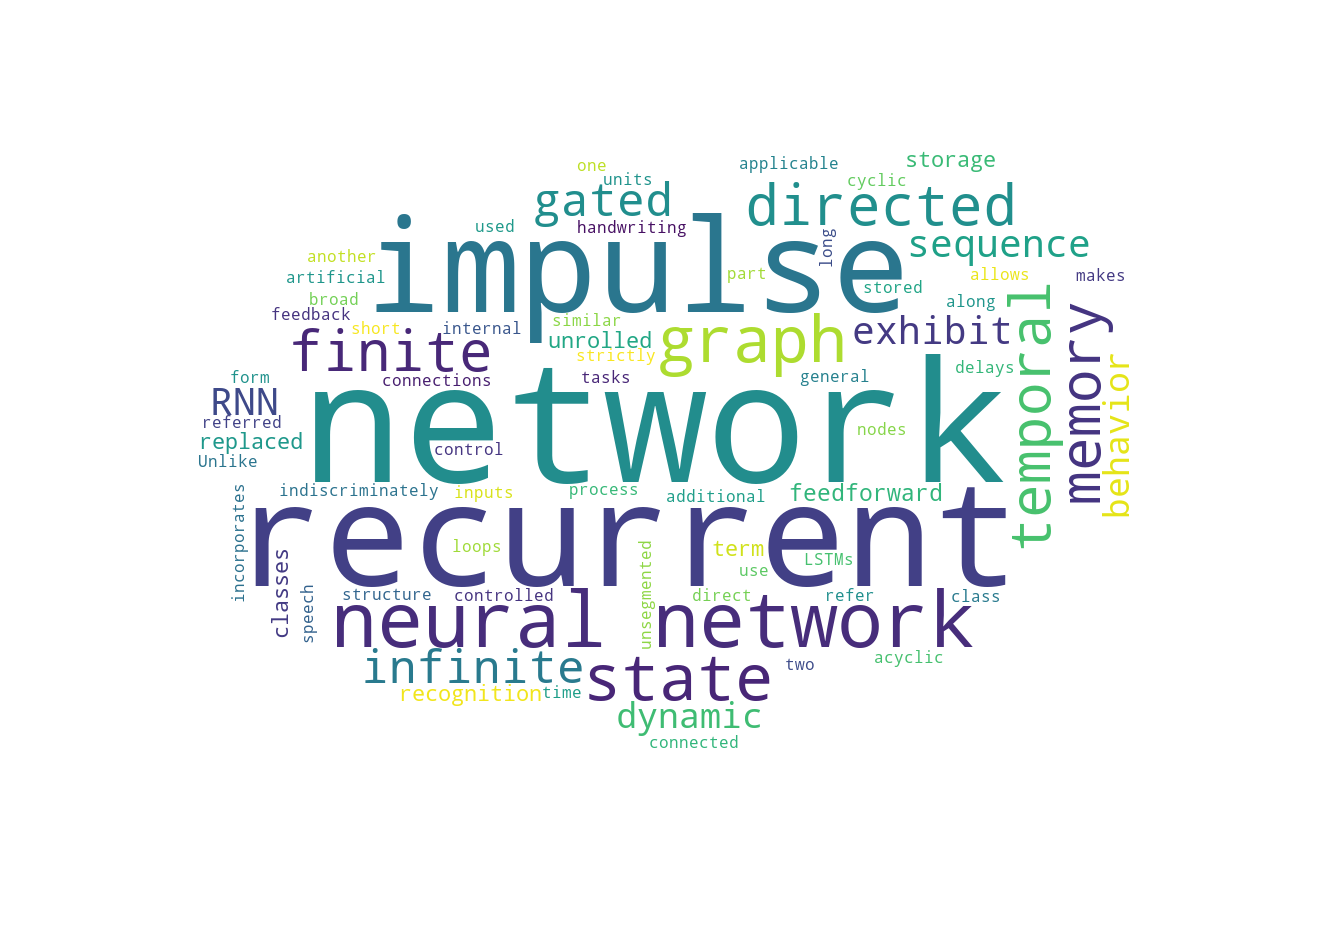 one
applicable
storage
units
cyclic
gated
directed
used
handwriting
impulse
long
sequence
another
artificial
part
allows
makes
broad
stored
along
feedback
short
internal
similar
finite
unrolled
graph
exhibit
temporal
memory
strictly
form
connections
tasks
general
delays
behavior
RNN
network
referred
nodes
replaced
control
Unlike
indiscriminately
inputs
process
additional
feedforward
incorporates
recurrent
loops
term
LSTMs
classes
unsegmented
use
speech
structure
controlled
direct
refer
class
neural network
infinite
state
two
acyclic
recognition
time
dynamic
connected